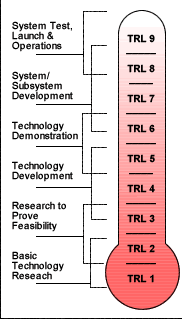 System Test,
Launch &
Operations
System/
Subsystem
Development
Technology
Demonstration
Technology
Development
Research to
Prove
Feasibility
Basic
Technology
Reseach
TRL 9
TRL 8
TRL 7
TRL 6
TRL 5
TRL 4
TRL 3
TRL 2
TRL 1